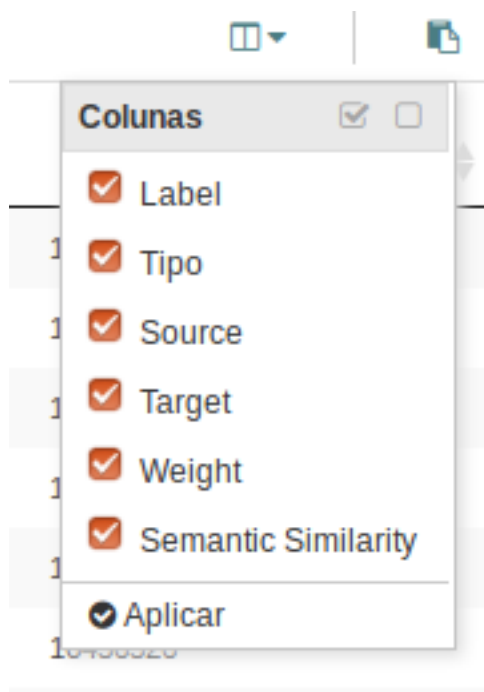 Colunas
Label
Tipo
Source
Target
Weight
Semantic Similarity
Aplicar